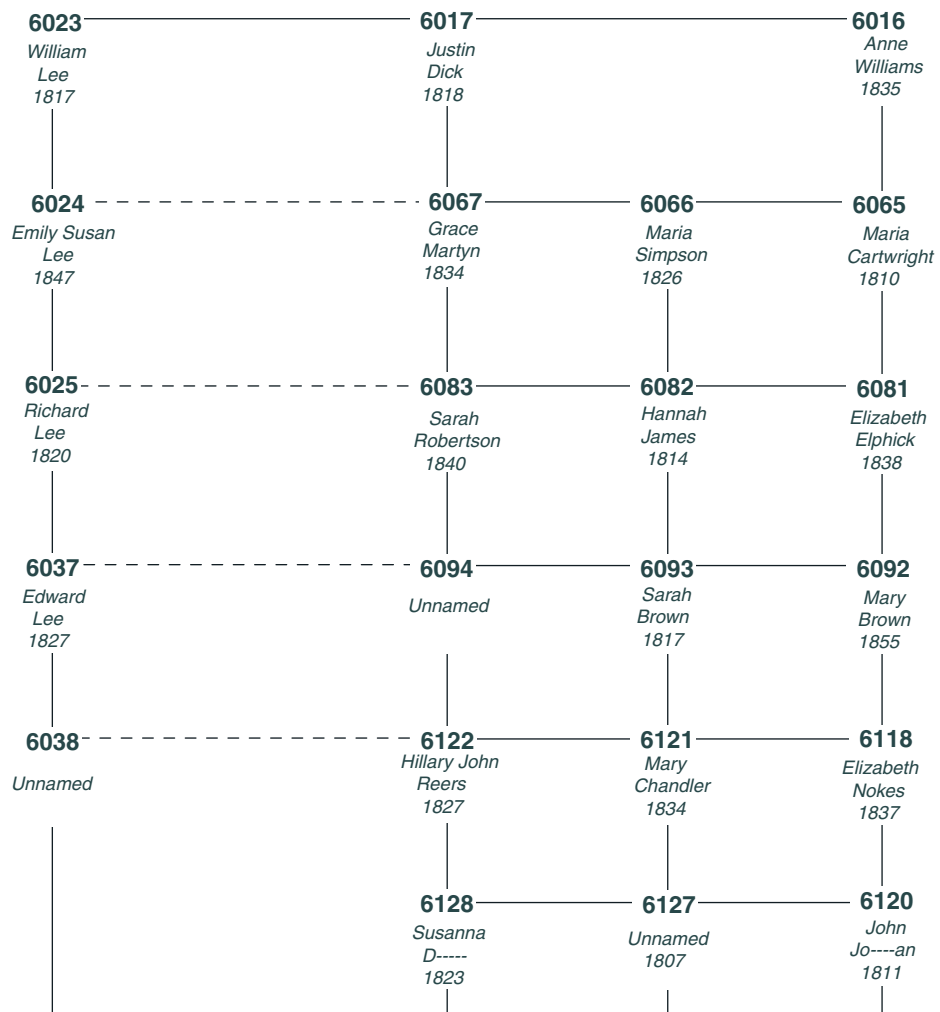 6023
William
Lee
1817
6017
Justin
Dick
1818
6016
Anne
Williams
1835
6024
Emily Susan
Lee
1847
6067
Grace
Martyn
1834
6066
Maria
Simpson
1826
6065
Maria
Cartwright
1810
6025
Richard
Lee
1820
6083
Sarah
Robertson
1840
6082
Hannah
James
1814
6081
Elizabeth
Elphick
1838
6037
Edward
Lee
1827
6094
Unnamed
6093
Sarah
Brown
1817
6092
Mary
Brown
1855
6038
Unnamed
6122
Hillary John
Reers
1827
6121
Mary
Chandler
1834
6118
Elizabeth
Nokes
1837
6128
Susanna
D-----
1823
6127
Unnamed
1807
6120
John
Jo----an
1811